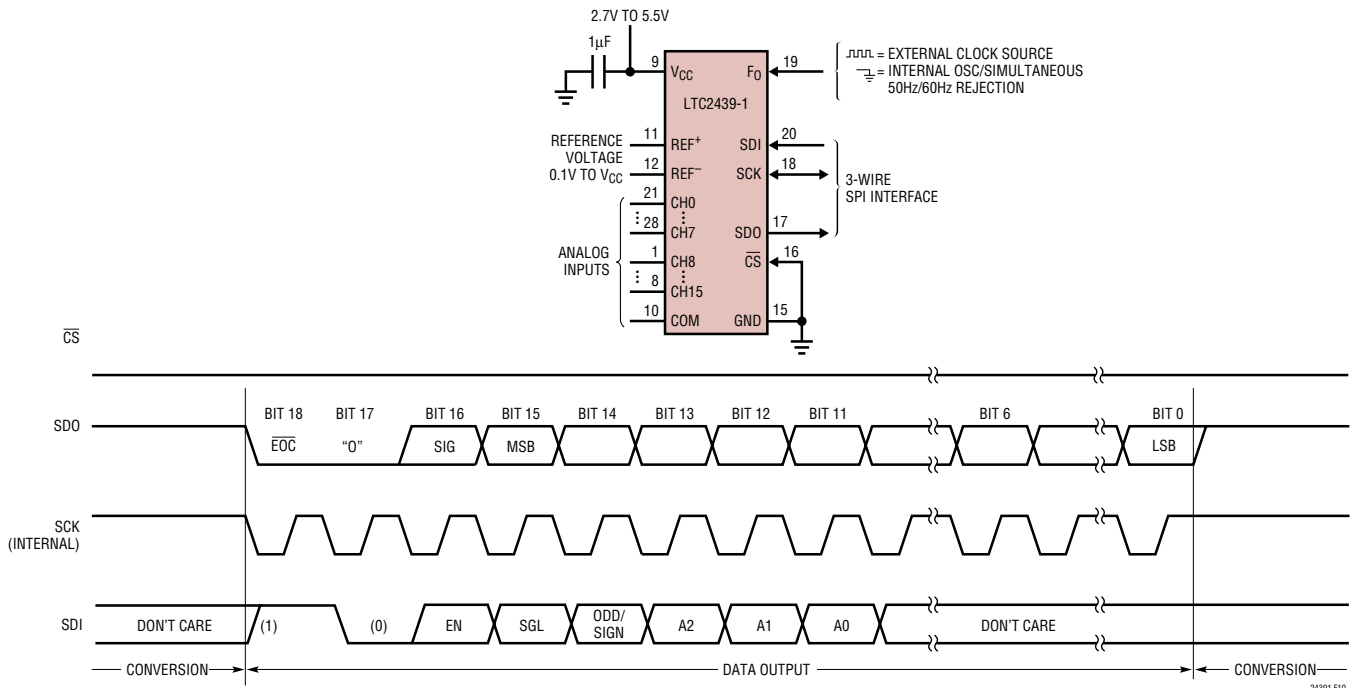 2.7V TO 5.5V
1µF
9 VCC
FO 19
= EXTERNAL CLOCK SOURCE
= INTERNAL OSC/SIMULTANEOUS
50Hz/60Hz REJECTION
LTC2439-1
REFERENCE
VOLTAGE
0.1V TO VCC
11 REF+
12 REF–
SDI 20
SCK 18
3-WIRE
SPI INTERFACE
21 CH0
28 CH7
SDO 17
ANALOG
INPUTS
1 CH8
8 CH15
CS 16
10 COM
GND 15
CS
SDO
BIT 18 BIT 17 BIT 16 BIT 15 BIT 14 BIT 13 BIT 12 BIT 11 BIT 6 BIT 0
EOC "0" SIG MSB LSB
SCK
(INTERNAL)
SDI
DON'T CARE (1) (0) EN SGL ODD/
SIGN A2 A1 A0 DON'T CARE
CONVERSION DATA OUTPUT CONVERSION
24391 F10